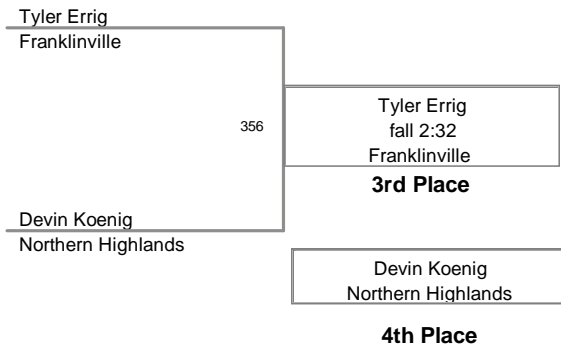 Tyler Errig
Franklinville
356
Tyler Errig
fall 2:32
Franklinville
3rd Place
Devin Koenig
Northern Highlands
Devin Koenig
Northern Highlands
4th Place